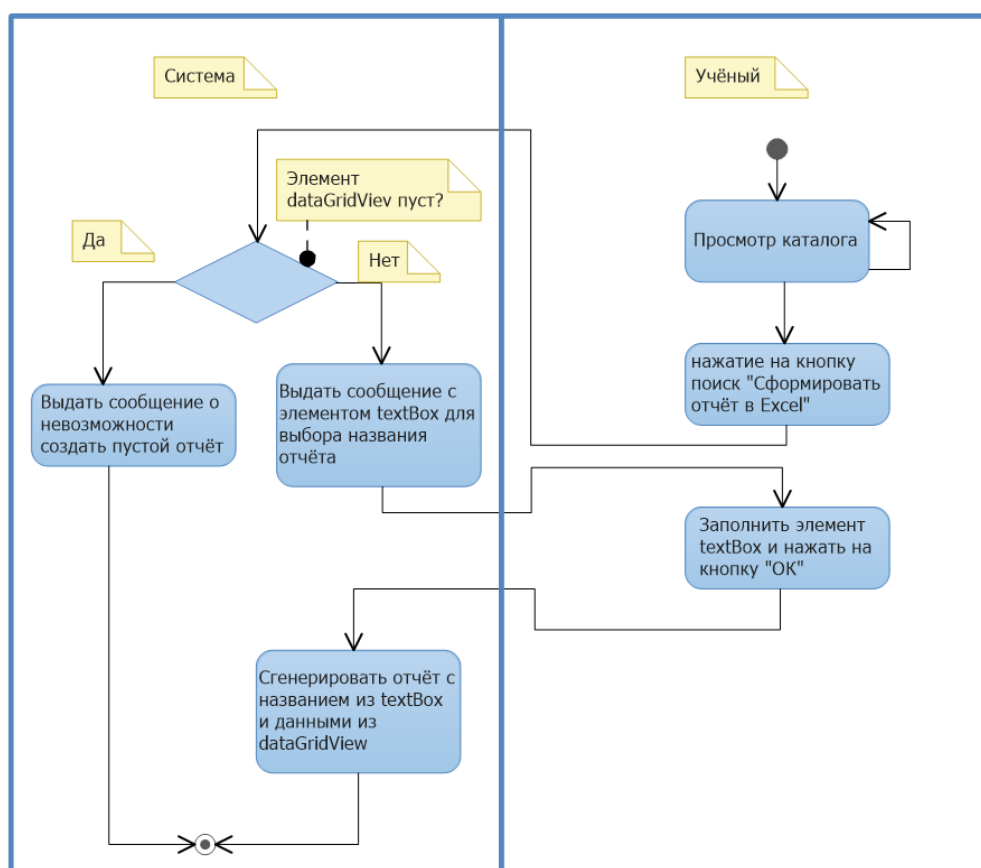 Система
Учёный
Элемент
dataGridViev пуст?
Да
Нет
Просмотр каталога
нажатие на кнопку
поиск "Сформировать
отчёт в Excel"
Выдать сообщение о
невозможности
создать пустой отчёт
Выдать сообщение с
элементом textBox для
выбора названия
отчёта
Заполнить элемент
textBox и нажать на
кнопку "ОК"
Сгенерировать отчёт с
названием из textBox
и данными из
dataGridView